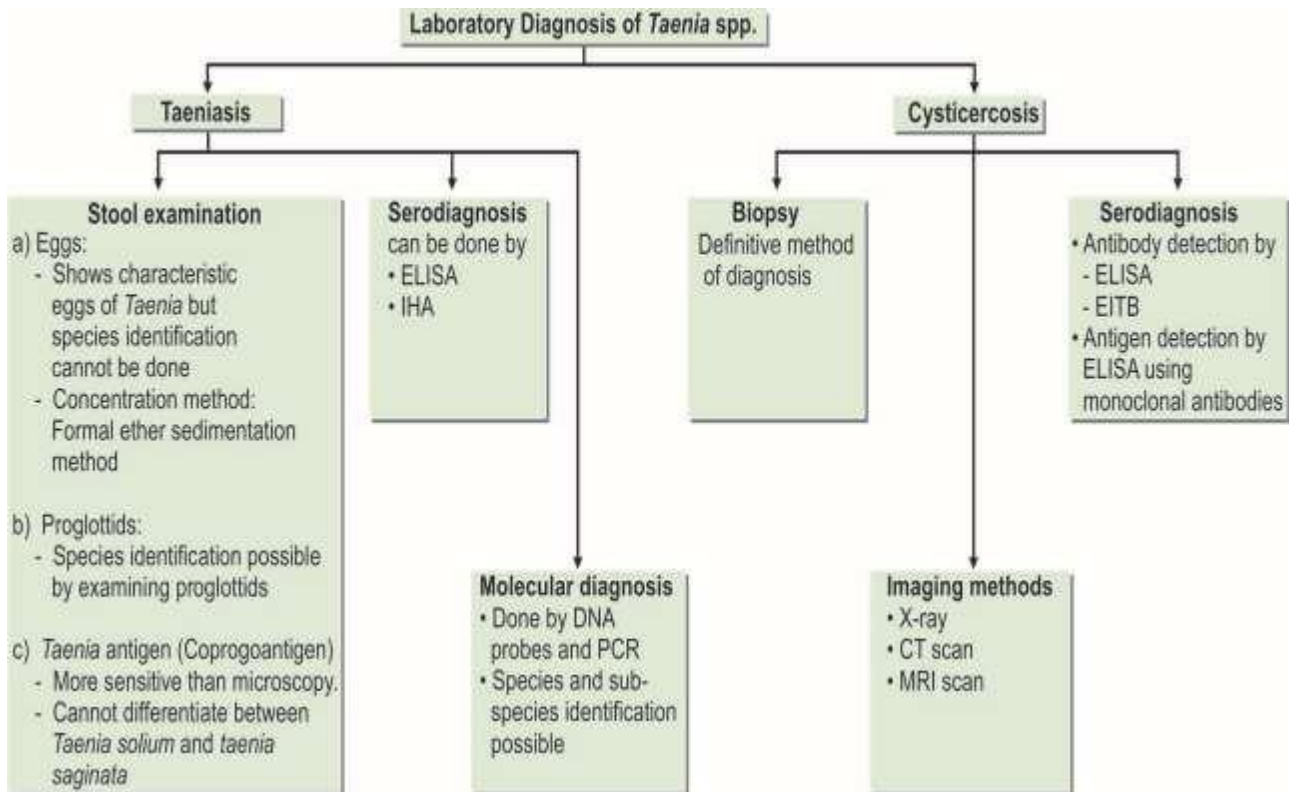 Laboratory Diagnosis of Taenia spp.
Taeniasis
Cysticercosis
Stool examination
a) Eggs:
- Shows characteristic
eggs of Taenia but
species identification
cannot be done
- Concentration method:
Formal ether sedimentation
method
b) Proglottids:
- Species identification possible
by examining proglottids
c) Taenia antigen (Coprogoantigen)
- More sensitive than microscopy.
- Cannot differentiate between
Taenia solium and taenia
saginata
Serodiagnosis
can be done by
• ELISA
• IHA
Molecular diagnosis
• Done by DNA
probes and PCR
• Species and sub-
species identification
possible
Biopsy
Definitive method
of diagnosis
Imaging methods
• X-ray
• CT scan
• MRI scan
Serodiagnosis
• Antibody detection by
- ELISA
- EITB
• Antigen detection by
ELISA using
monoclonal antibodies